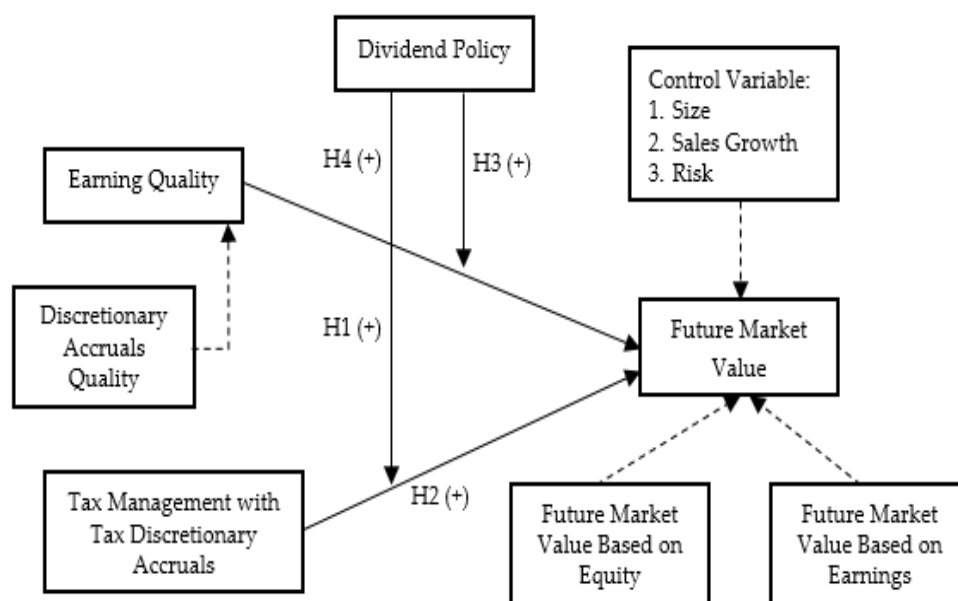 Dividend Policy
Control Variable:
1. Size
2. Sales Growth
3. Risk
H4 (+)
H3 (+)
Earning Quality
Discretionary
Accruals
Quality
H1 (+)
Future Market
Value
Tax Management with
Tax Discretionary
Accruals
H2 (+)
Future Market
Value Based on
Equity
Future Market
Value Based on
Earnings